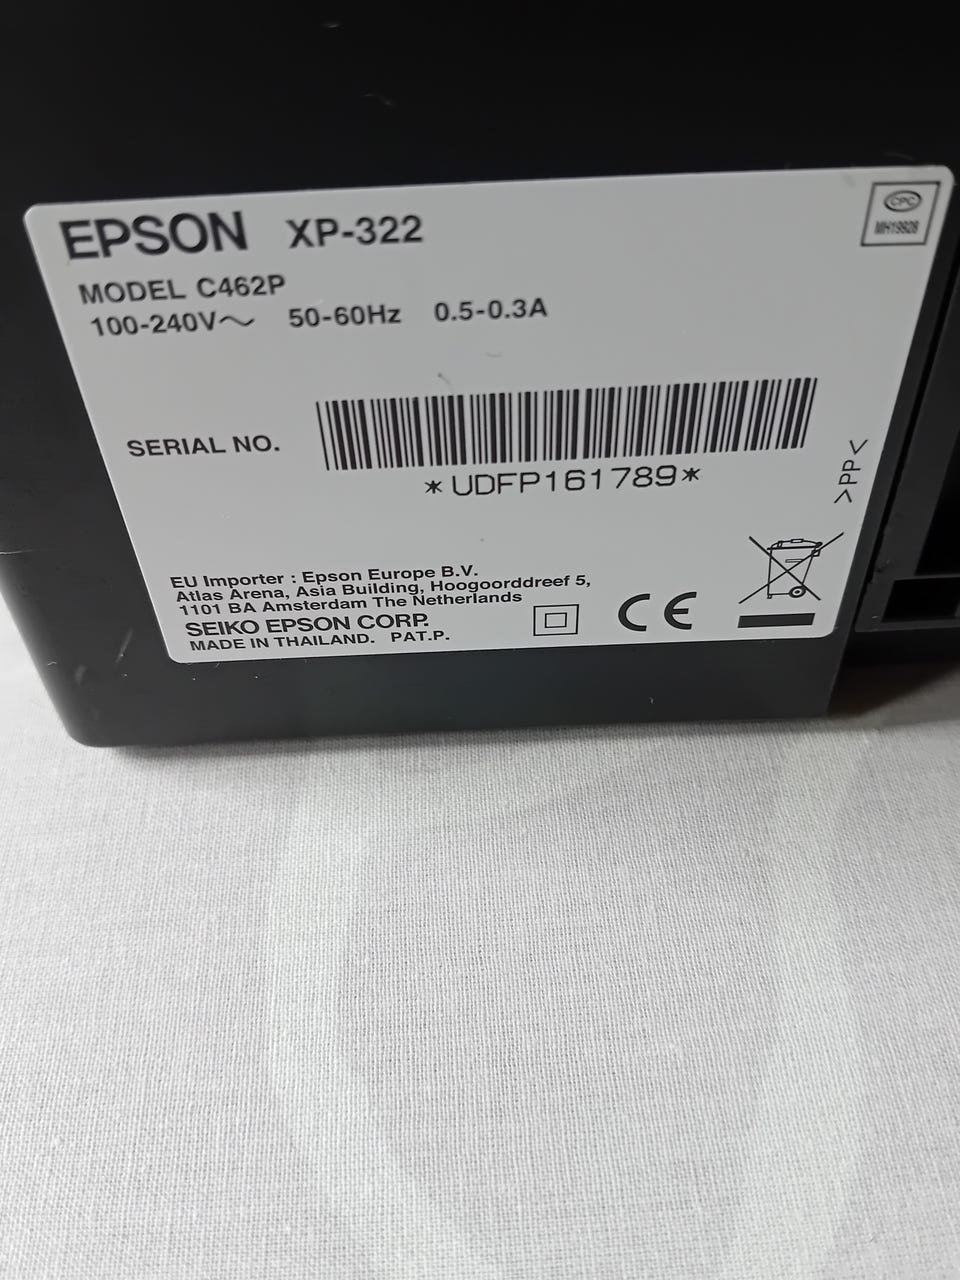 EPSON XP-322
CPC
MH19928
MODEL C462P
100-240V～ 50-60Hz 0.5-0.3A
SERIAL NO.
*UDFP161789*
>PP<
EU Importer : Epson Europe B.V.
Atlas Arena, Asia Building, Hoogoorddreef 5,
1101 BA Amsterdam The Netherlands
SEIKO EPSON CORP.
MADE IN THAILAND. PAT.P.
CE